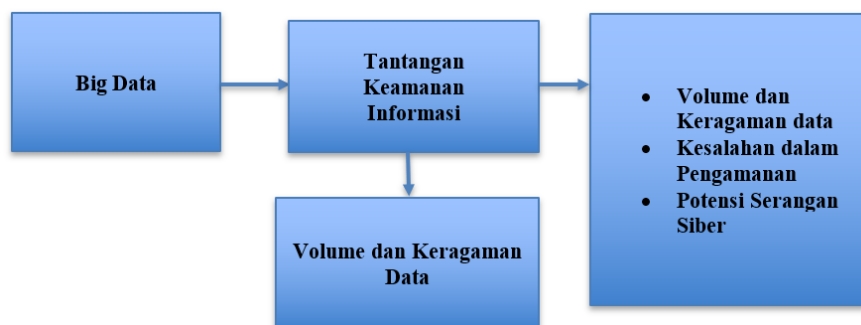 Big Data
Tantangan
Keamanan
Informasi
• Volume dan
Keragaman data
• Kesalahan dalam
Pengamanan
• Potensi Serangan
Siber
Volume dan Keragaman
Data